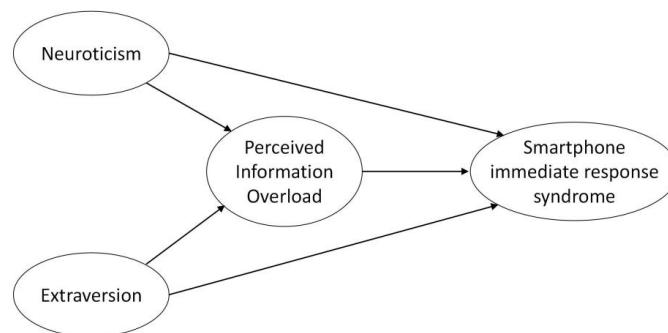 Neuroticism
Perceived
Information
Overload
Smartphone
immediate response
syndrome
Extraversion